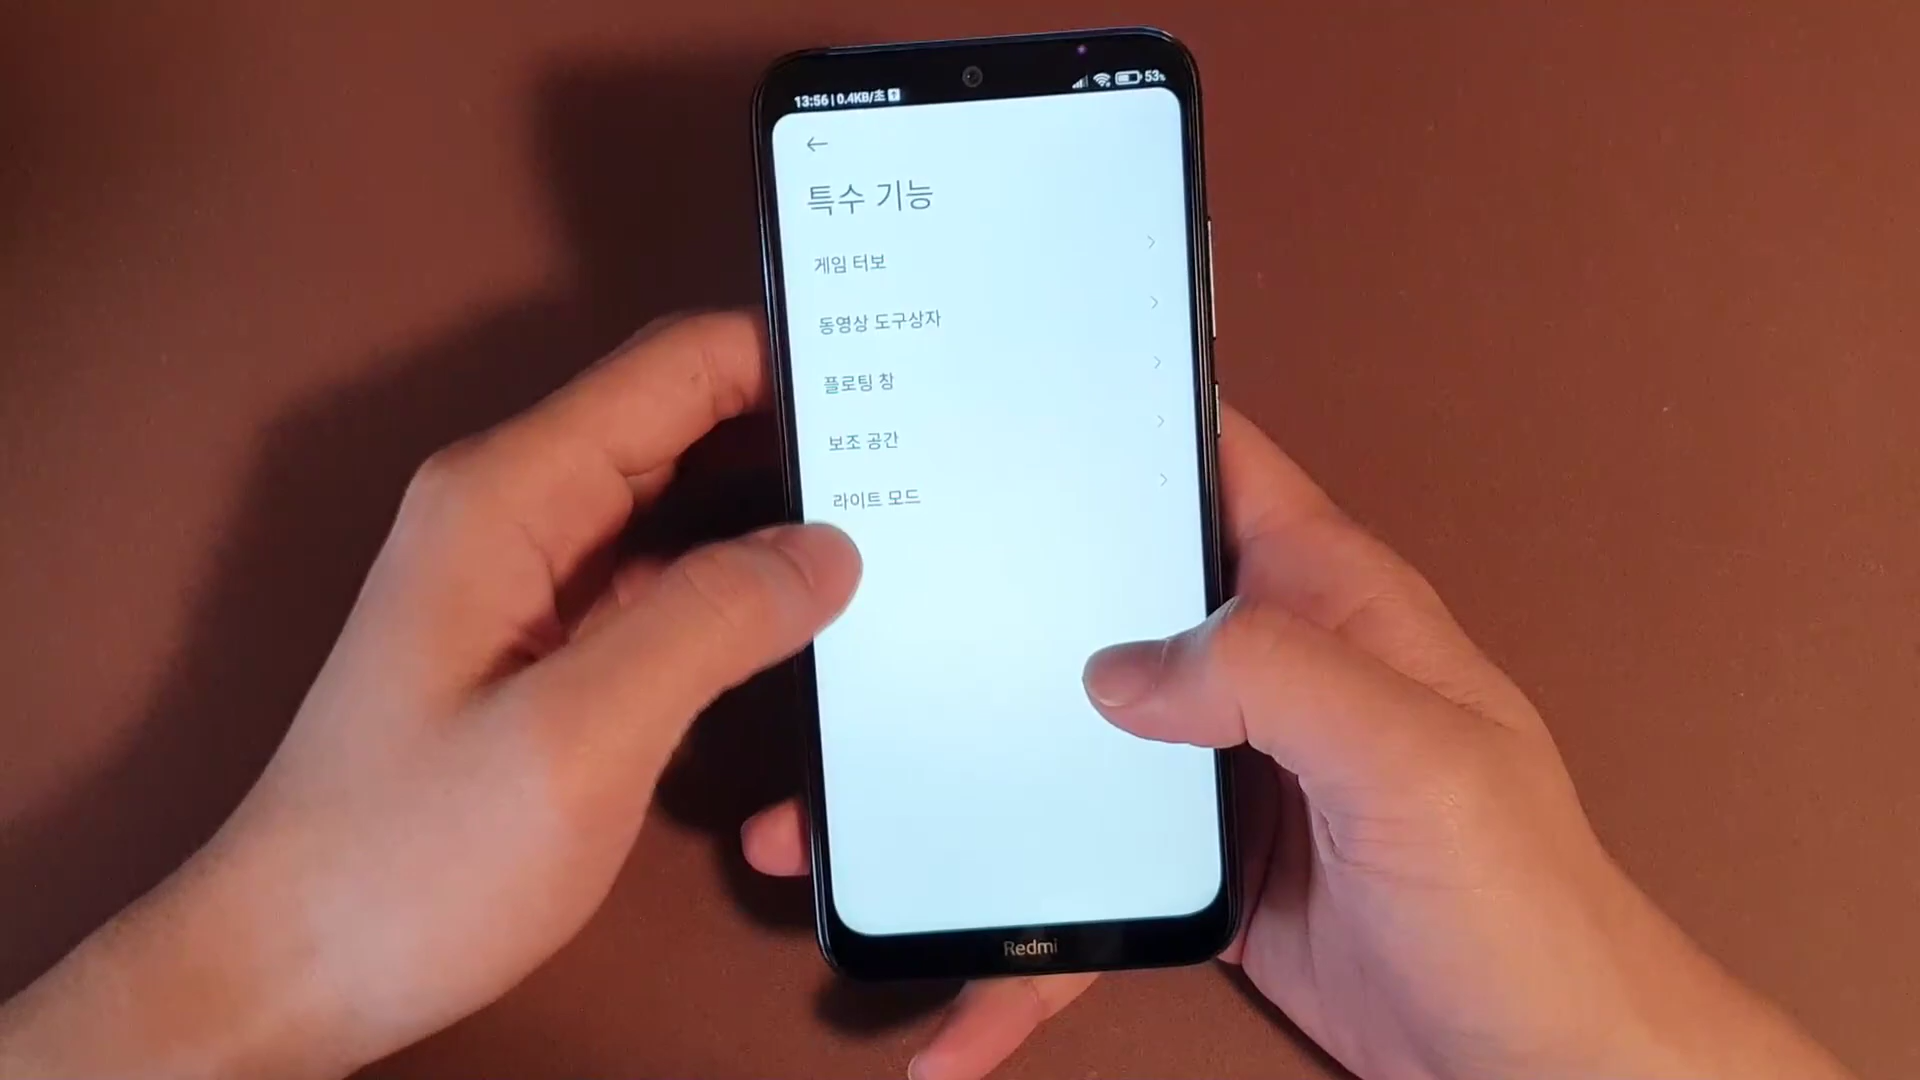 13:56 | 0.4KB/초
53%
특수 기능
게임 터보
동영상 도구상자
플로팅 창
보조 공간
라이트 모드
Redmi